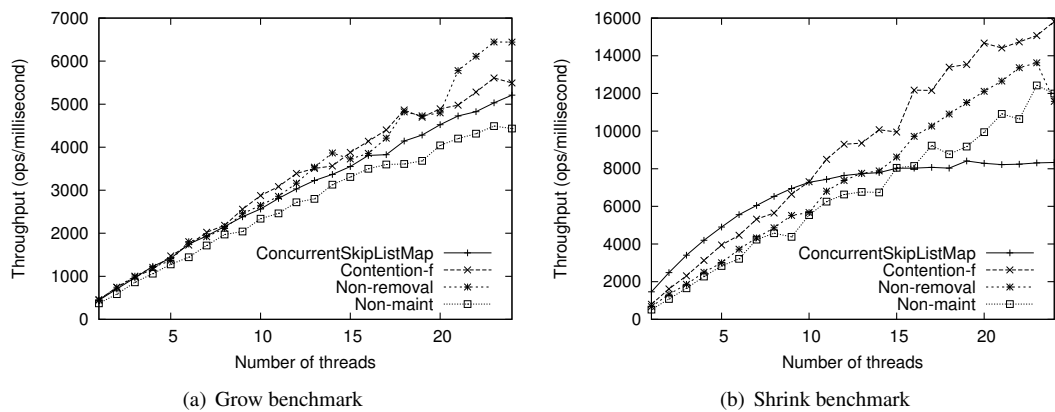 7000
6000
5000
4000
3000
2000
1000
0
Throughput (ops/millisecond)
5 10 15 20
Number of threads
ConcurrentSkipListMap
Contention-f
Non-removal
Non-maint
(a) Grow benchmark
16000
14000
12000
10000
8000
6000
4000
2000
0
Throughput (ops/millisecond)
5 10 15 20
Number of threads
ConcurrentSkipListMap
Contention-f
Non-removal
Non-maint
(b) Shrink benchmark